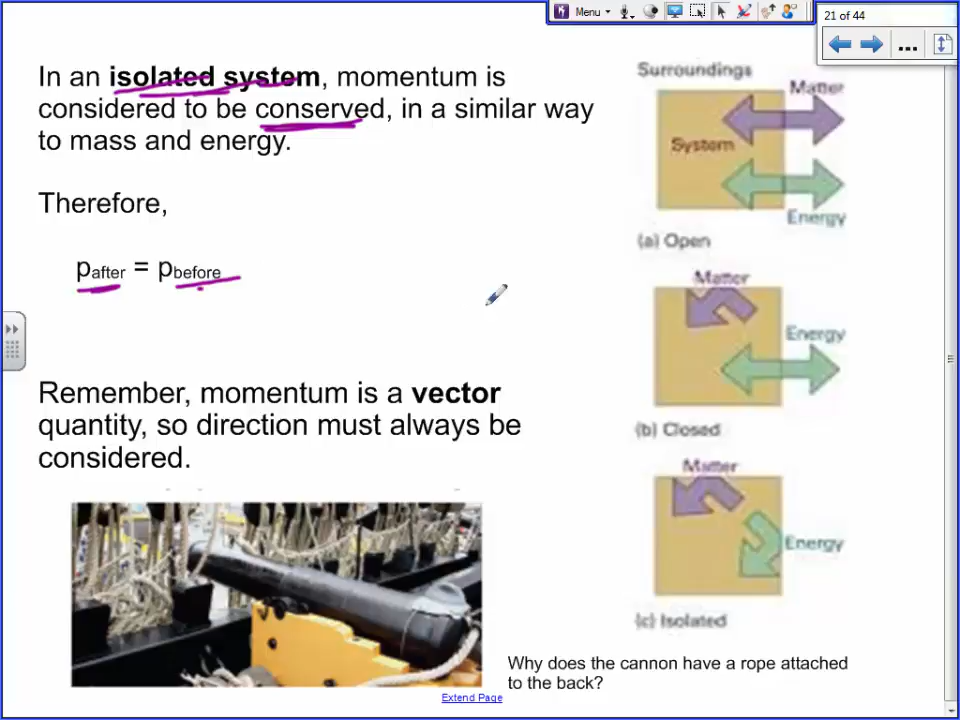 Menu
21 of 44
In an isolated system, momentum is
considered to be conserved, in a similar way
to mass and energy.
Therefore,
pafter = pbefore
Remember, momentum is a vector
quantity, so direction must always be
considered.
Surroundings
Matter
System
Energy
(a) Open
Matter
Energy
(b) Closed
Matter
Energy
(c) Isolated
Why does the cannon have a rope attached
to the back?
Extend Page